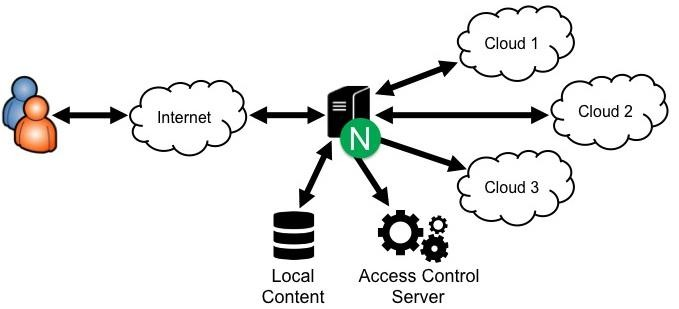 Cloud 1
Internet
Cloud 2
N
Cloud 3
Local
Content
Access Control
Server